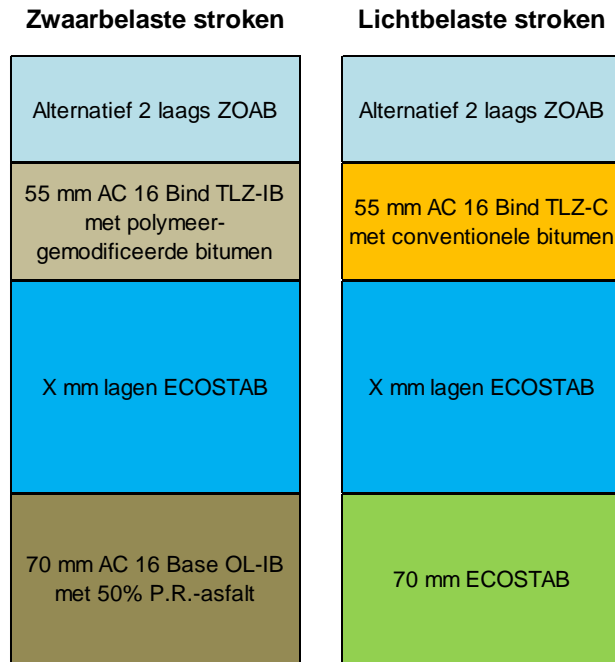 Zwaarbelaste stroken
Alternatief 2 laags ZOAB
55 mm AC 16 Bind TLZ-IB
met polymeer-
gemodificeerde bitumen
X mm lagen ECOSTAB
70 mm AC 16 Base OL-IB
met 50% P.R.-asfalt
Lichtbelaste stroken
Alternatief 2 laags ZOAB
55 mm AC 16 Bind TLZ-C
met conventionele bitumen
X mm lagen ECOSTAB
70 mm ECOSTAB